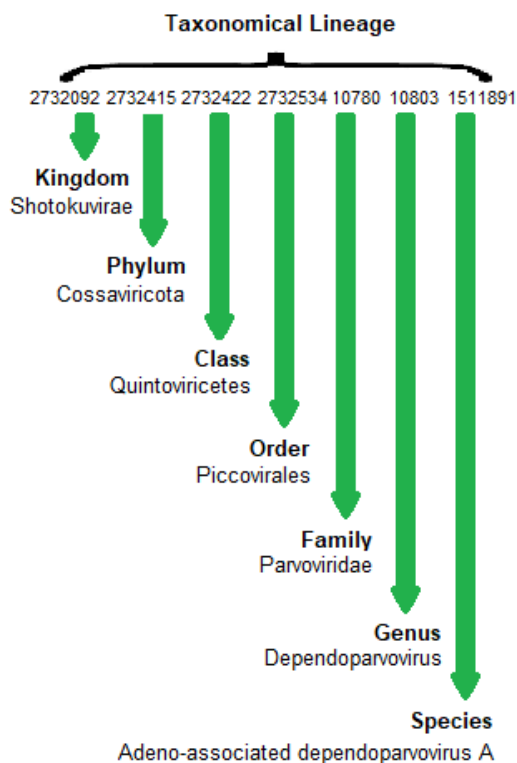 Taxonomical Lineage
2732092 2732415 2732422 2732534 10780 10803 1511891
Kingdom
Shotokuvirae
Phylum
Cossaviricota
Class
Quintoviricetes
Order
Piccovirales
Family
Parvoviridae
Genus
Dependoparvovirus
Species
Adeno-associated dependoparvovirus A